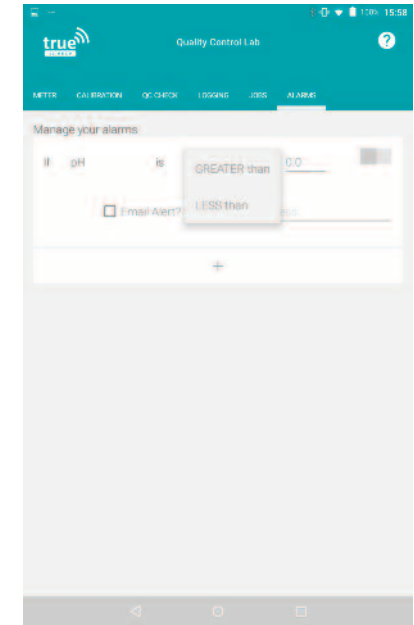 100% 15:58
true
Quality Control Lab
?
METER CALIBRATION QC CHECK LOGGING JOBS ALARMS
Manage your alarms
If pH is GREATER than 0.0
LESS than
Email Alert?
+